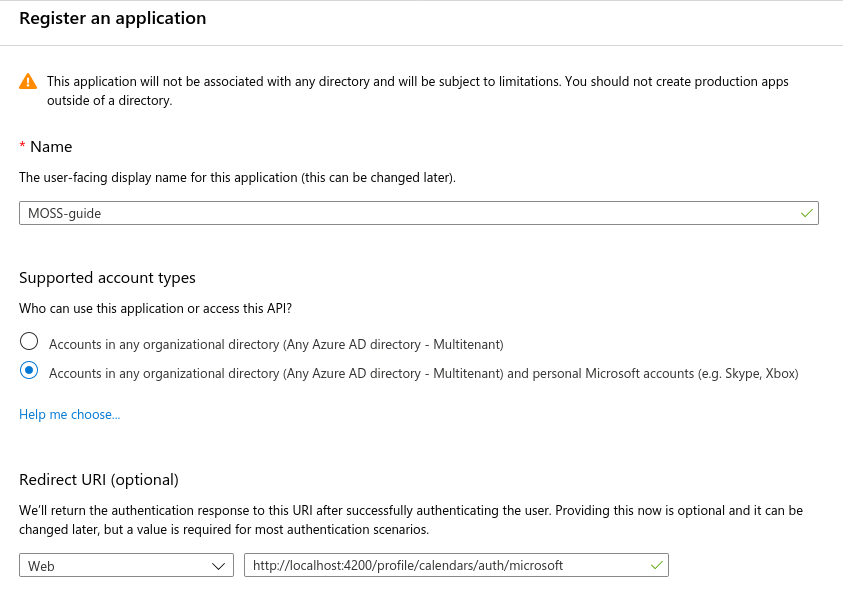 Register an application
This application will not be associated with any directory and will be subject to limitations. You should not create production apps
outside of a directory.
* Name
The user-facing display name for this application (this can be changed later).
MOSS-guide
Supported account types
Who can use this application or access this API?
Accounts in any organizational directory (Any Azure AD directory - Multitenant)
Accounts in any organizational directory (Any Azure AD directory - Multitenant) and personal Microsoft accounts (e.g. Skype, Xbox)
Help me choose...
Redirect URI (optional)
We'll return the authentication response to this URI after successfully authenticating the user. Providing this now is optional and it can be
changed later, but a value is required for most authentication scenarios.
Web
http://localhost:4200/profile/calendars/auth/microsoft